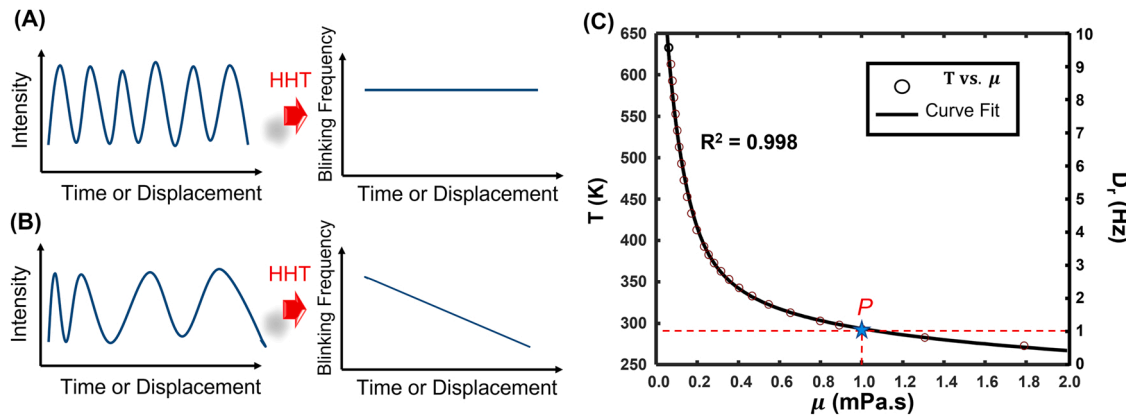 (A)
Intensity
Time or Displacement
HHT
Blinking Frequency
Time or Displacement
(B)
Intensity
Time or Displacement
HHT
Blinking Frequency
Time or Displacement
(C)
650
600
550
500
450
400
350
300
250
T (K)
T vs. μ
Curve Fit
R² = 0.998
P
10
9
8
7
6
5
4
3
2
1
0
Dr (Hz)
0.0 0.2 0.4 0.6 0.8 1.0 1.2 1.4 1.6 1.8 2.0
μ (mPa.s)